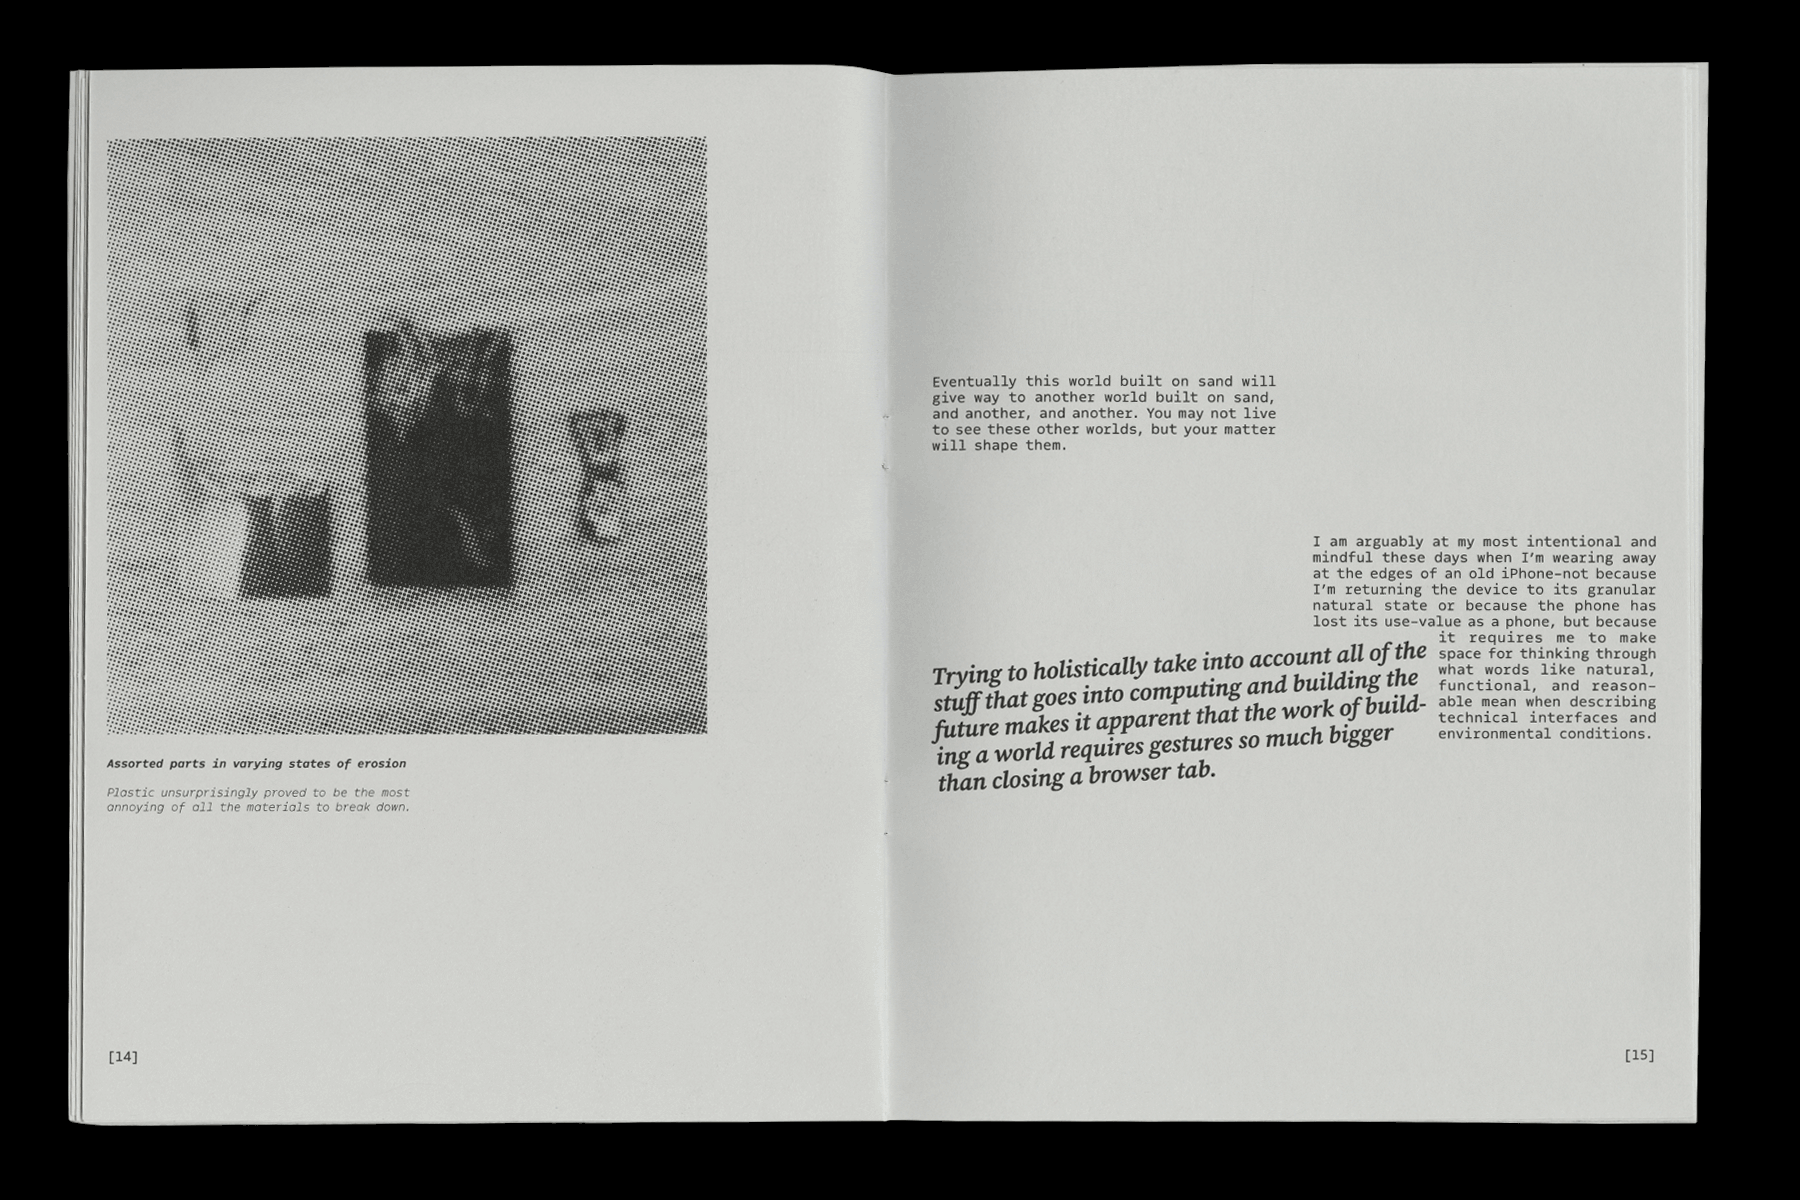 Assorted parts in varying states of erosion
Plastic unsurprisingly proved to be the most
annoying of all the materials to break down.
[14]
Eventually this world built on sand will
give way to another world built on sand,
and another, and another. You may not live
to see these other worlds, but your matter
will shape them.
I am arguably at my most intentional and
mindful these days when I'm wearing away
at the edges of an old iPhone—not because
I'm returning the device to its granular
natural state or because the phone has
lost its use-value as a phone, but because
it requires me to make
space for thinking through
what words like natural,
functional, and reason-
able mean when describing
technical interfaces and
environmental conditions.
Trying to holistically take into account all of the
stuff that goes into computing and building the
future makes it apparent that the work of build-
ing a world requires gestures so much bigger
than closing a browser tab.
[15]